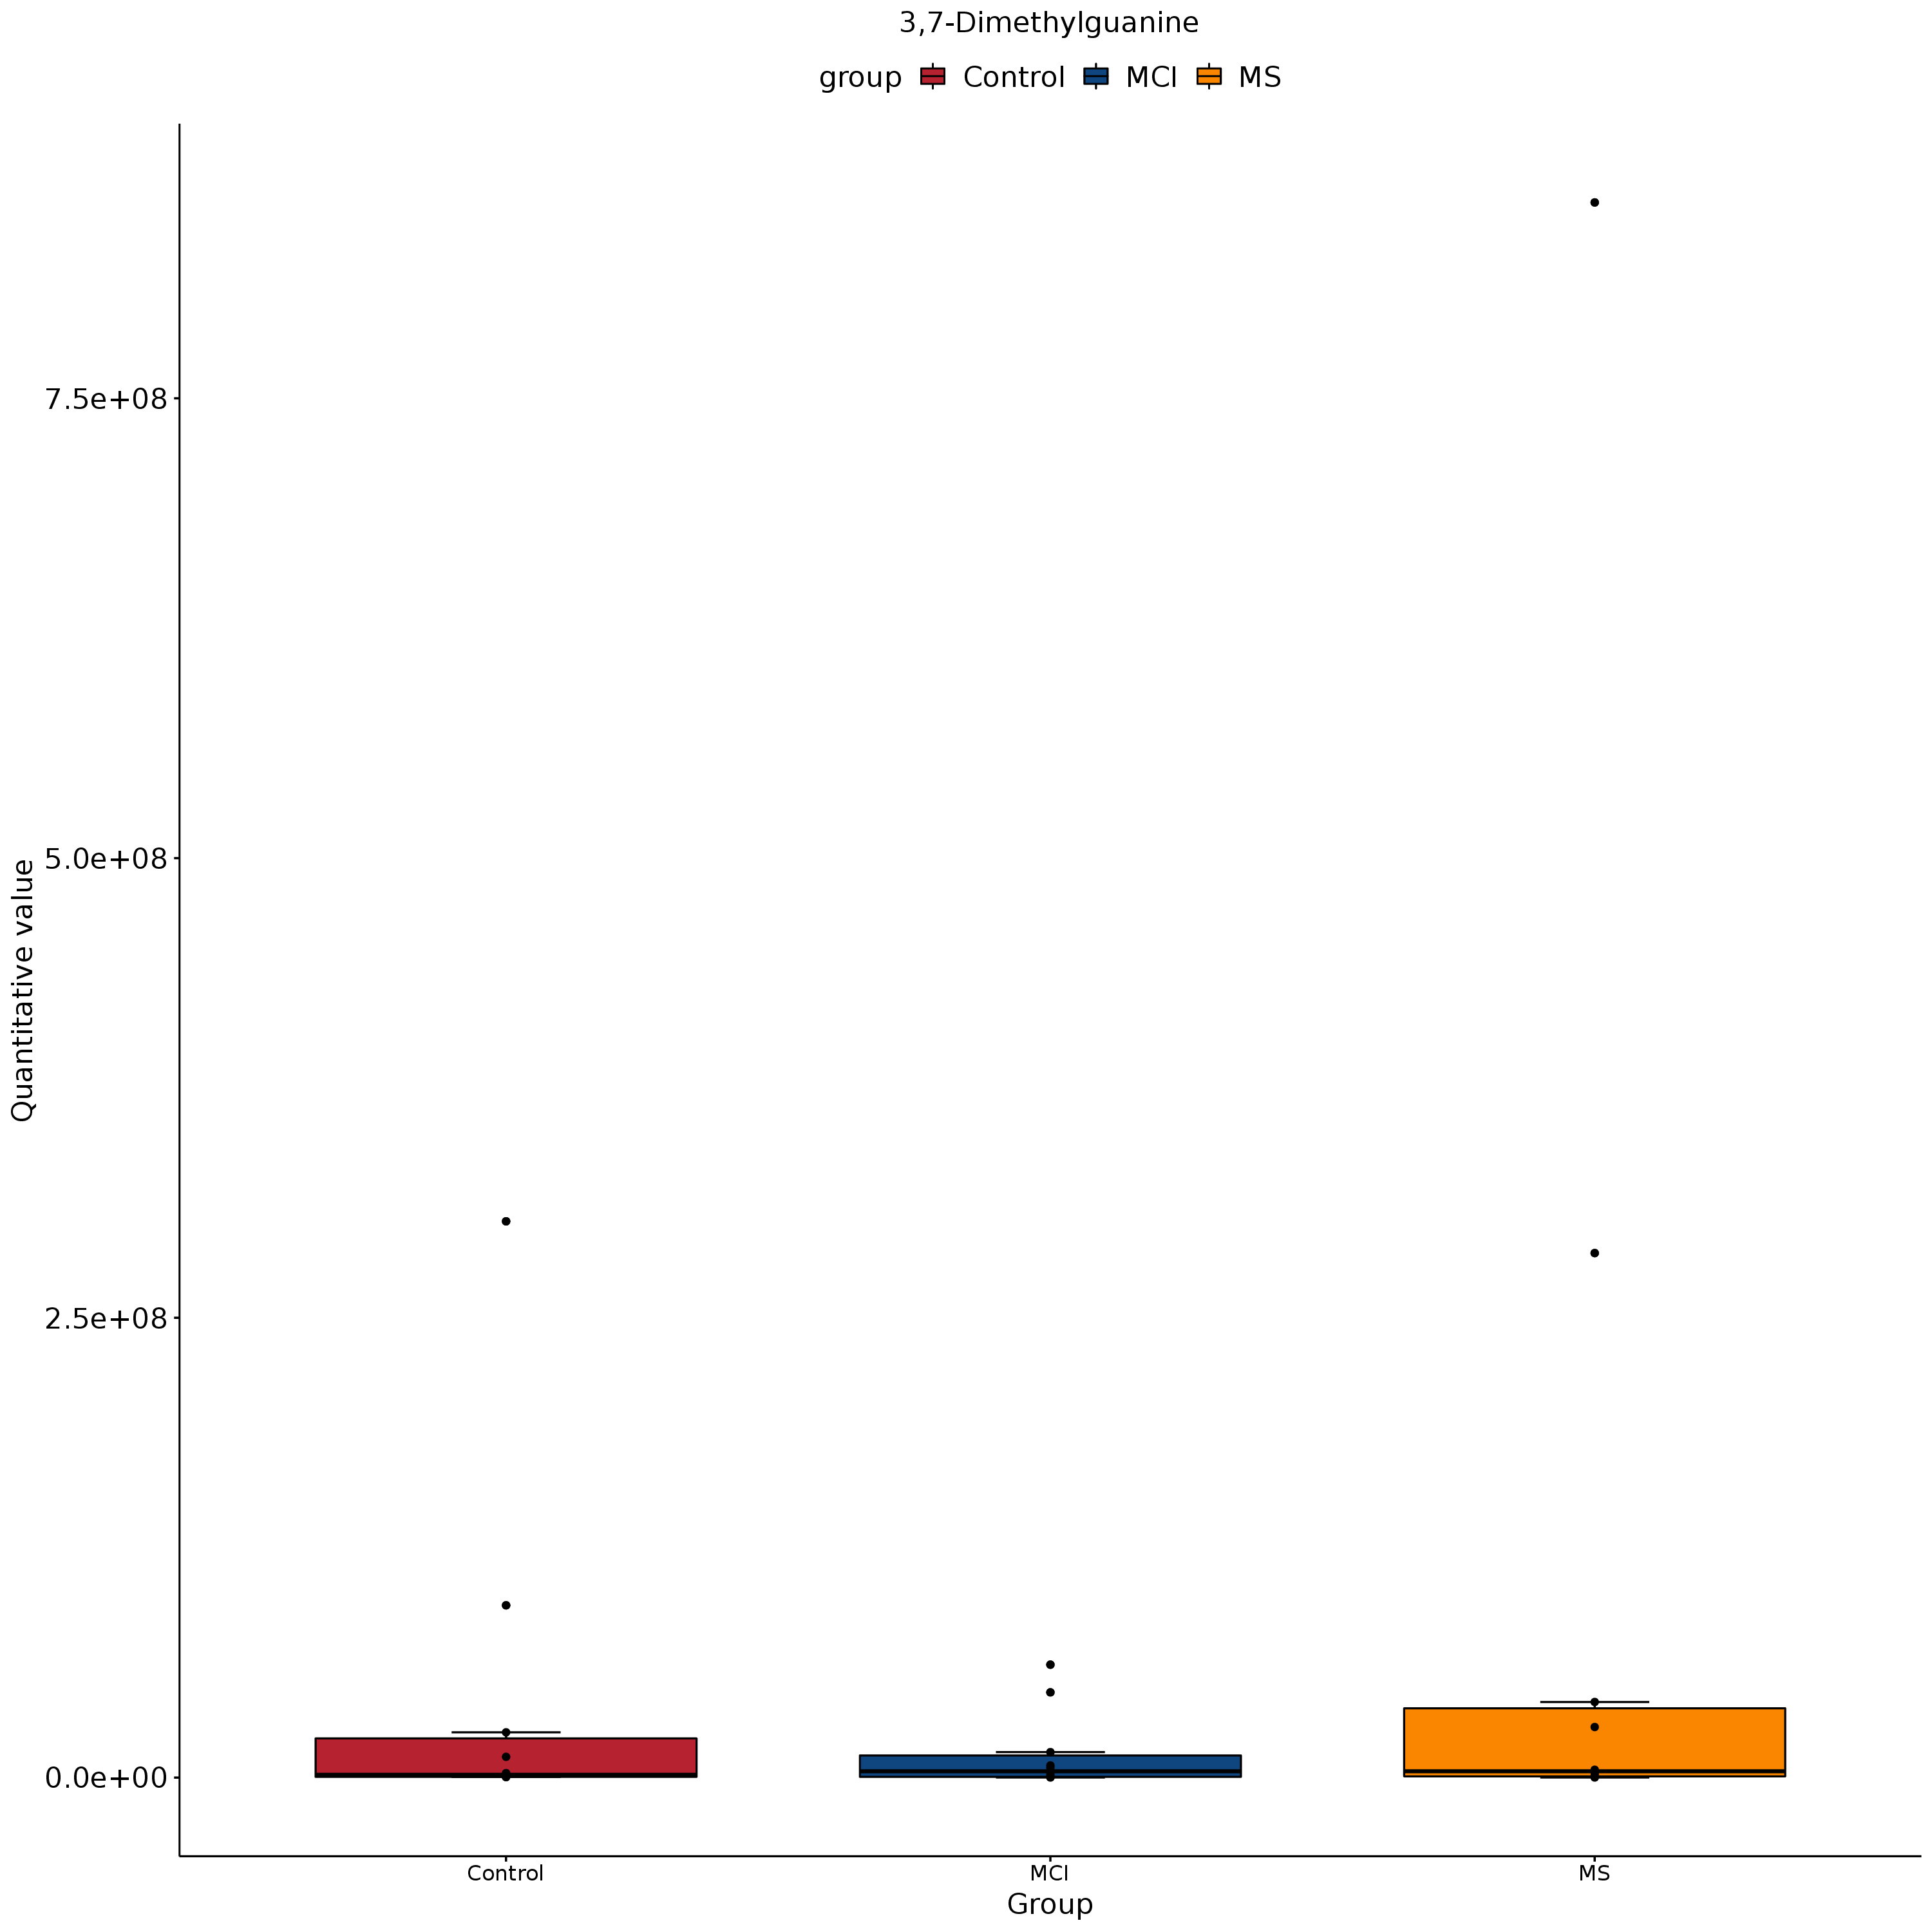 3,7-Dimethylguanine
group Control MCI MS
Quantitative value
7.5e+08
5.0e+08
2.5e+08
0.0e+00
Control MCI MS
Group